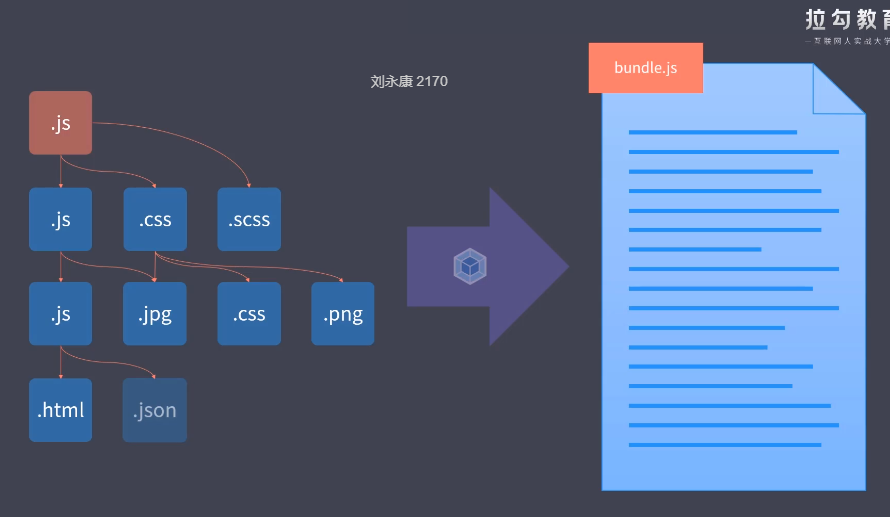 拉勾教育
互联网人实战大学
bundle.js
刘永康 2170
.js
.js
.css
.scss
.js
.jpg
.css
.png
.html
.json